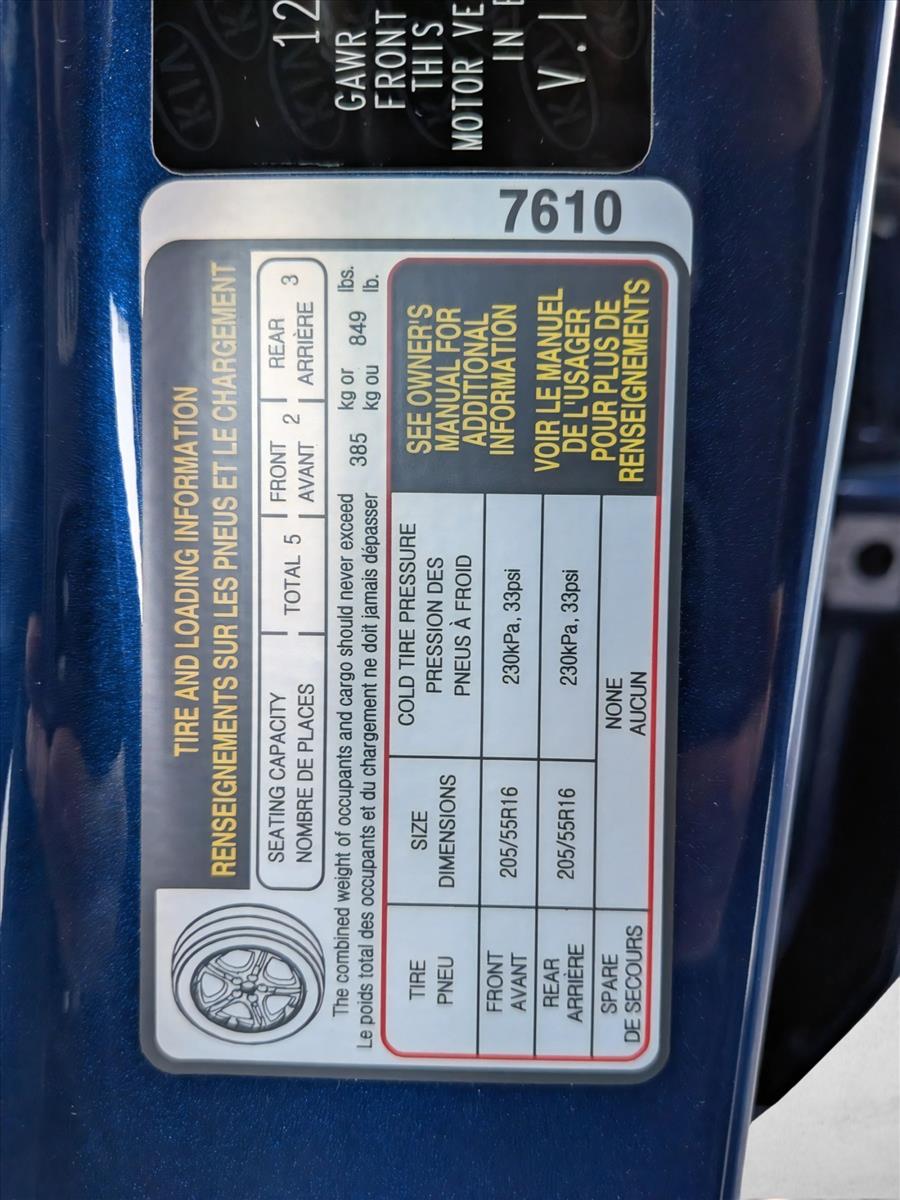 12
GAWR
FRONT
THIS
MOTOR VE
IN
V.I
KIA
7610
TIRE AND LOADING INFORMATION
RENSEIGNEMENTS SUR LES PNEUS ET LE CHARGEMENT
SEATING CAPACITY TOTAL 5 FRONT 2 REAR 3
NOMBRE DE PLACES AVANT ARRIÈRE
The combined weight of occupants and cargo should never exceed 385 kg or 849 lbs.
Le poids total des occupants et du chargement ne doit jamais dépasser kg ou lb.
TIRE
PNEU
SIZE
DIMENSIONS
COLD TIRE PRESSURE
PRESSION DES
PNEUS À FROID
FRONT
AVANT
205/55R16
230kPa, 33psi
REAR
ARRIÈRE
205/55R16
230kPa, 33psi
SPARE
DE SECOURS
NONE
AUCUN
SEE OWNER'S
MANUAL FOR
ADDITIONAL
INFORMATION
VOIR LE MANUEL
DE L'USAGER
POUR PLUS DE
RENSEIGNEMENTS